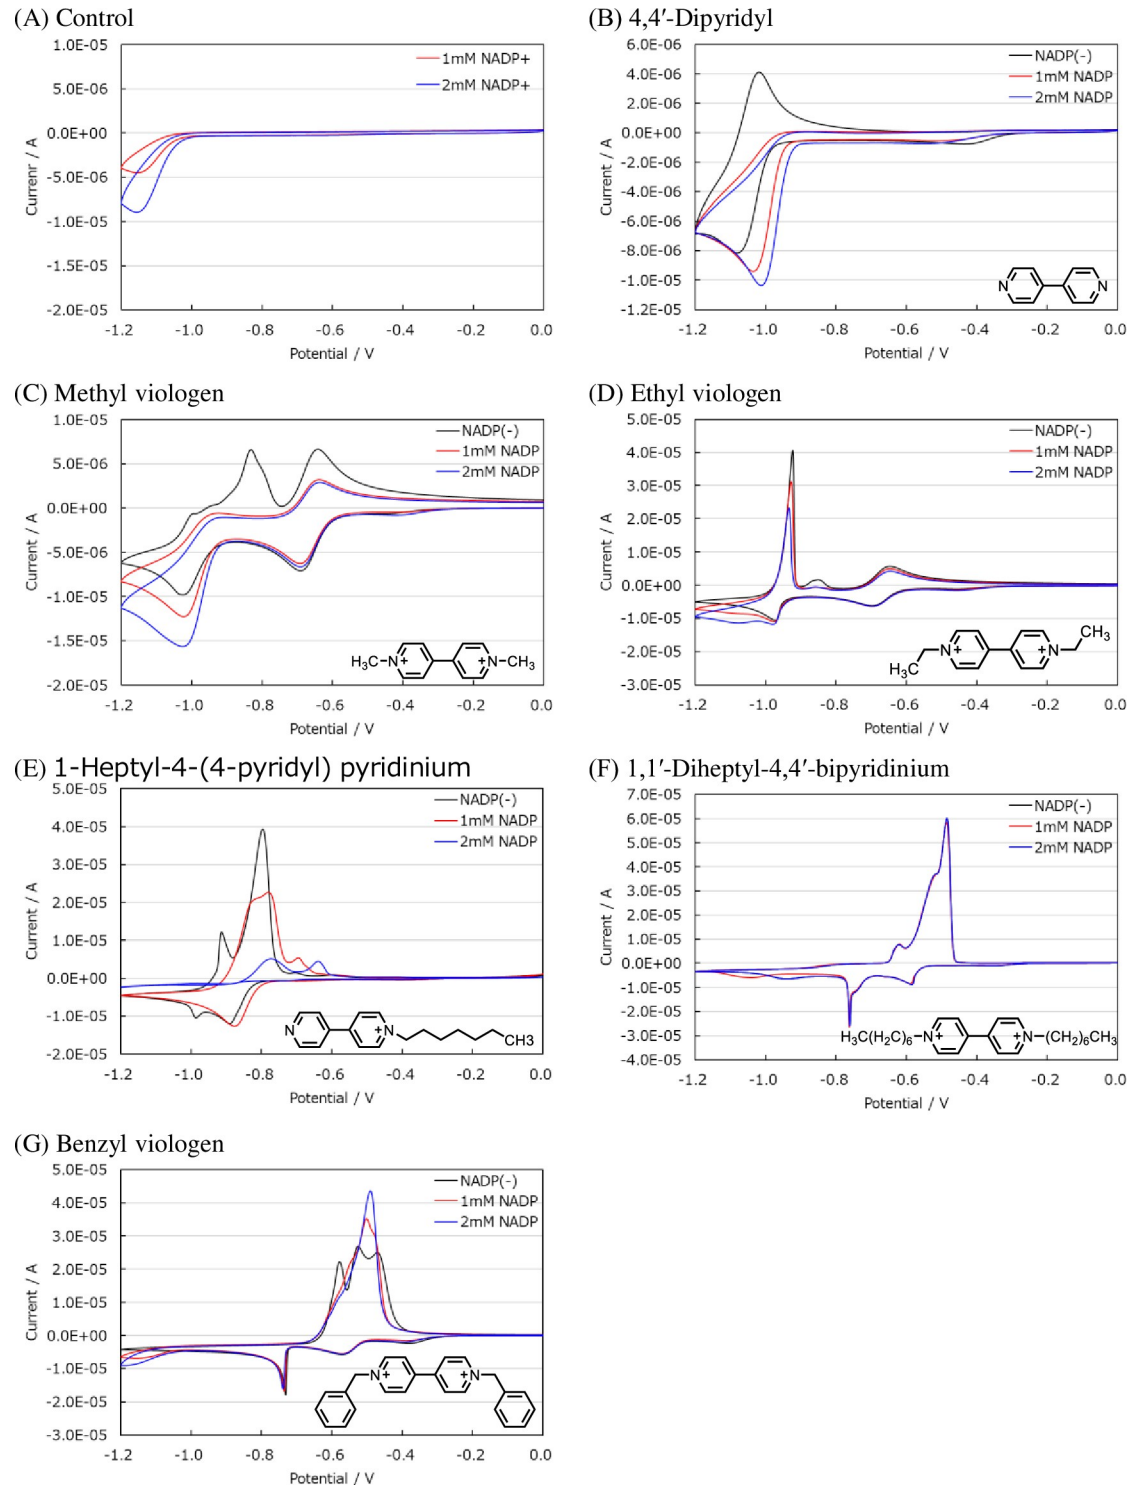 (A) Control
1.0E-05
5.0E-06
0.0E+00
-5.0E-06
-1.0E-05
-1.5E-05
-2.0E-05
Currenr / A
1mM NADP+
2mM NADP+
-1.2 -1.0 -0.8 -0.6 -0.4 -0.2 0.0
Potential / V
(B) 4,4′-Dipyridyl
6.0E-06
4.0E-06
2.0E-06
0.0E+00
-2.0E-06
-4.0E-06
-6.0E-06
-8.0E-06
-1.0E-05
-1.2E-05
Current / A
NADP(-)
1mM NADP
2mM NADP
N N
-1.2 -1.0 -0.8 -0.6 -0.4 -0.2 0.0
Potential / V
(C) Methyl viologen
1.0E-05
5.0E-06
0.0E+00
-5.0E-06
-1.0E-05
-1.5E-05
-2.0E-05
Current / A
NADP(-)
1mM NADP
2mM NADP
H3C-N+ +N-CH3
-1.2 -1.0 -0.8 -0.6 -0.4 -0.2 0.0
Potential / V
(D) Ethyl viologen
5.0E-05
4.0E-05
3.0E-05
2.0E-05
1.0E-05
0.0E+00
-1.0E-05
-2.0E-05
-3.0E-05
Current / A
NADP(-)
1mM NADP
2mM NADP
CH3
N+ +N
H3C
-1.2 -1.0 -0.8 -0.6 -0.4 -0.2 0.0
Potential / V
(E) 1-Heptyl-4-(4-pyridyl) pyridinium
5.0E-05
4.0E-05
3.0E-05
2.0E-05
1.0E-05
0.0E+00
-1.0E-05
-2.0E-05
Current / A
NADP(-)
1mM NADP
2mM NADP
N +N CH3
-1.2 -1.0 -0.8 -0.6 -0.4 -0.2 0.0
Potential / V
(F) 1,1′-Diheptyl-4,4′-bipyridinium
7.0E-05
6.0E-05
5.0E-05
4.0E-05
3.0E-05
2.0E-05
1.0E-05
0.0E+00
-1.0E-05
-2.0E-05
-3.0E-05
-4.0E-05
Current / A
NADP(-)
1mM NADP
2mM NADP
H3C(H2C)6-N+ +N-(CH2)6CH3
-1.2 -1.0 -0.8 -0.6 -0.4 -0.2 0.0
Potential / V
(G) Benzyl viologen
5.0E-05
4.0E-05
3.0E-05
2.0E-05
1.0E-05
0.0E+00
-1.0E-05
-2.0E-05
-3.0E-05
Current / A
NADP(-)
1mM NADP
2mM NADP
N+ +N
-1.2 -1.0 -0.8 -0.6 -0.4 -0.2 0.0
Potential / V